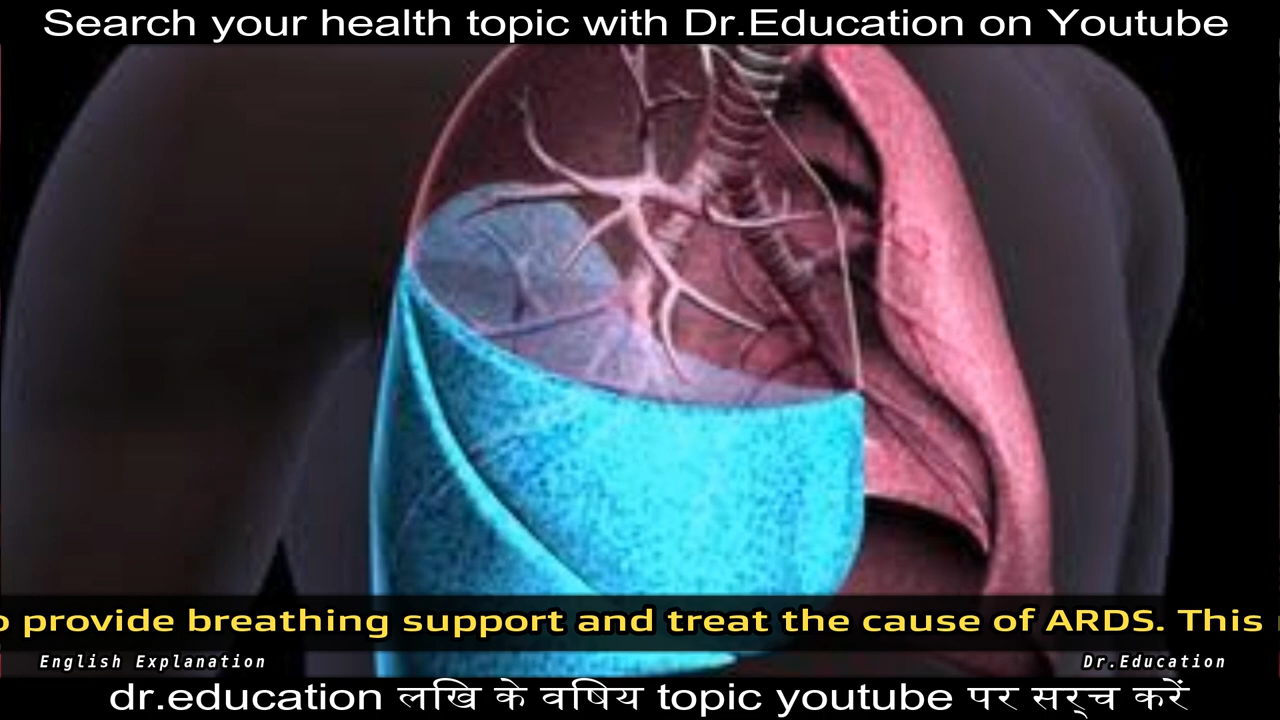 Search your health topic with Dr.Education on Youtube
provide breathing support and treat the cause of ARDS. This
English Explanation
Dr.Education
dr.education लखि के वषिय topic youtube पर सर्च करें